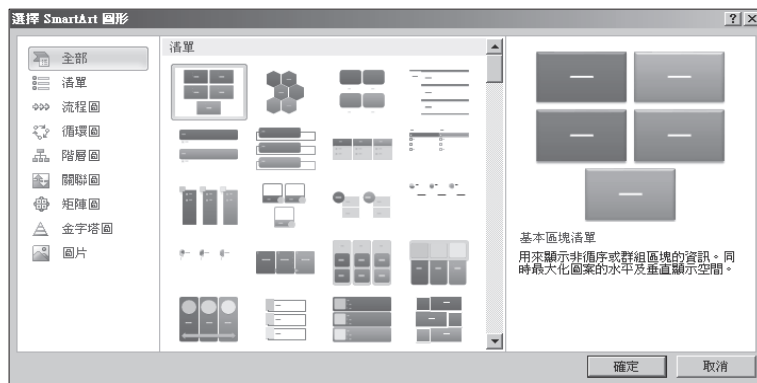 選擇 SmartArt 圖形
全部
清單
流程圖
循環圖
階層圖
關聯圖
矩陣圖
金字塔圖
圖片
清單
基本區塊清單
用來顯示非循序或群組區塊的資訊。同
時最大化圖案的水平及垂直顯示空間。
確定
取消